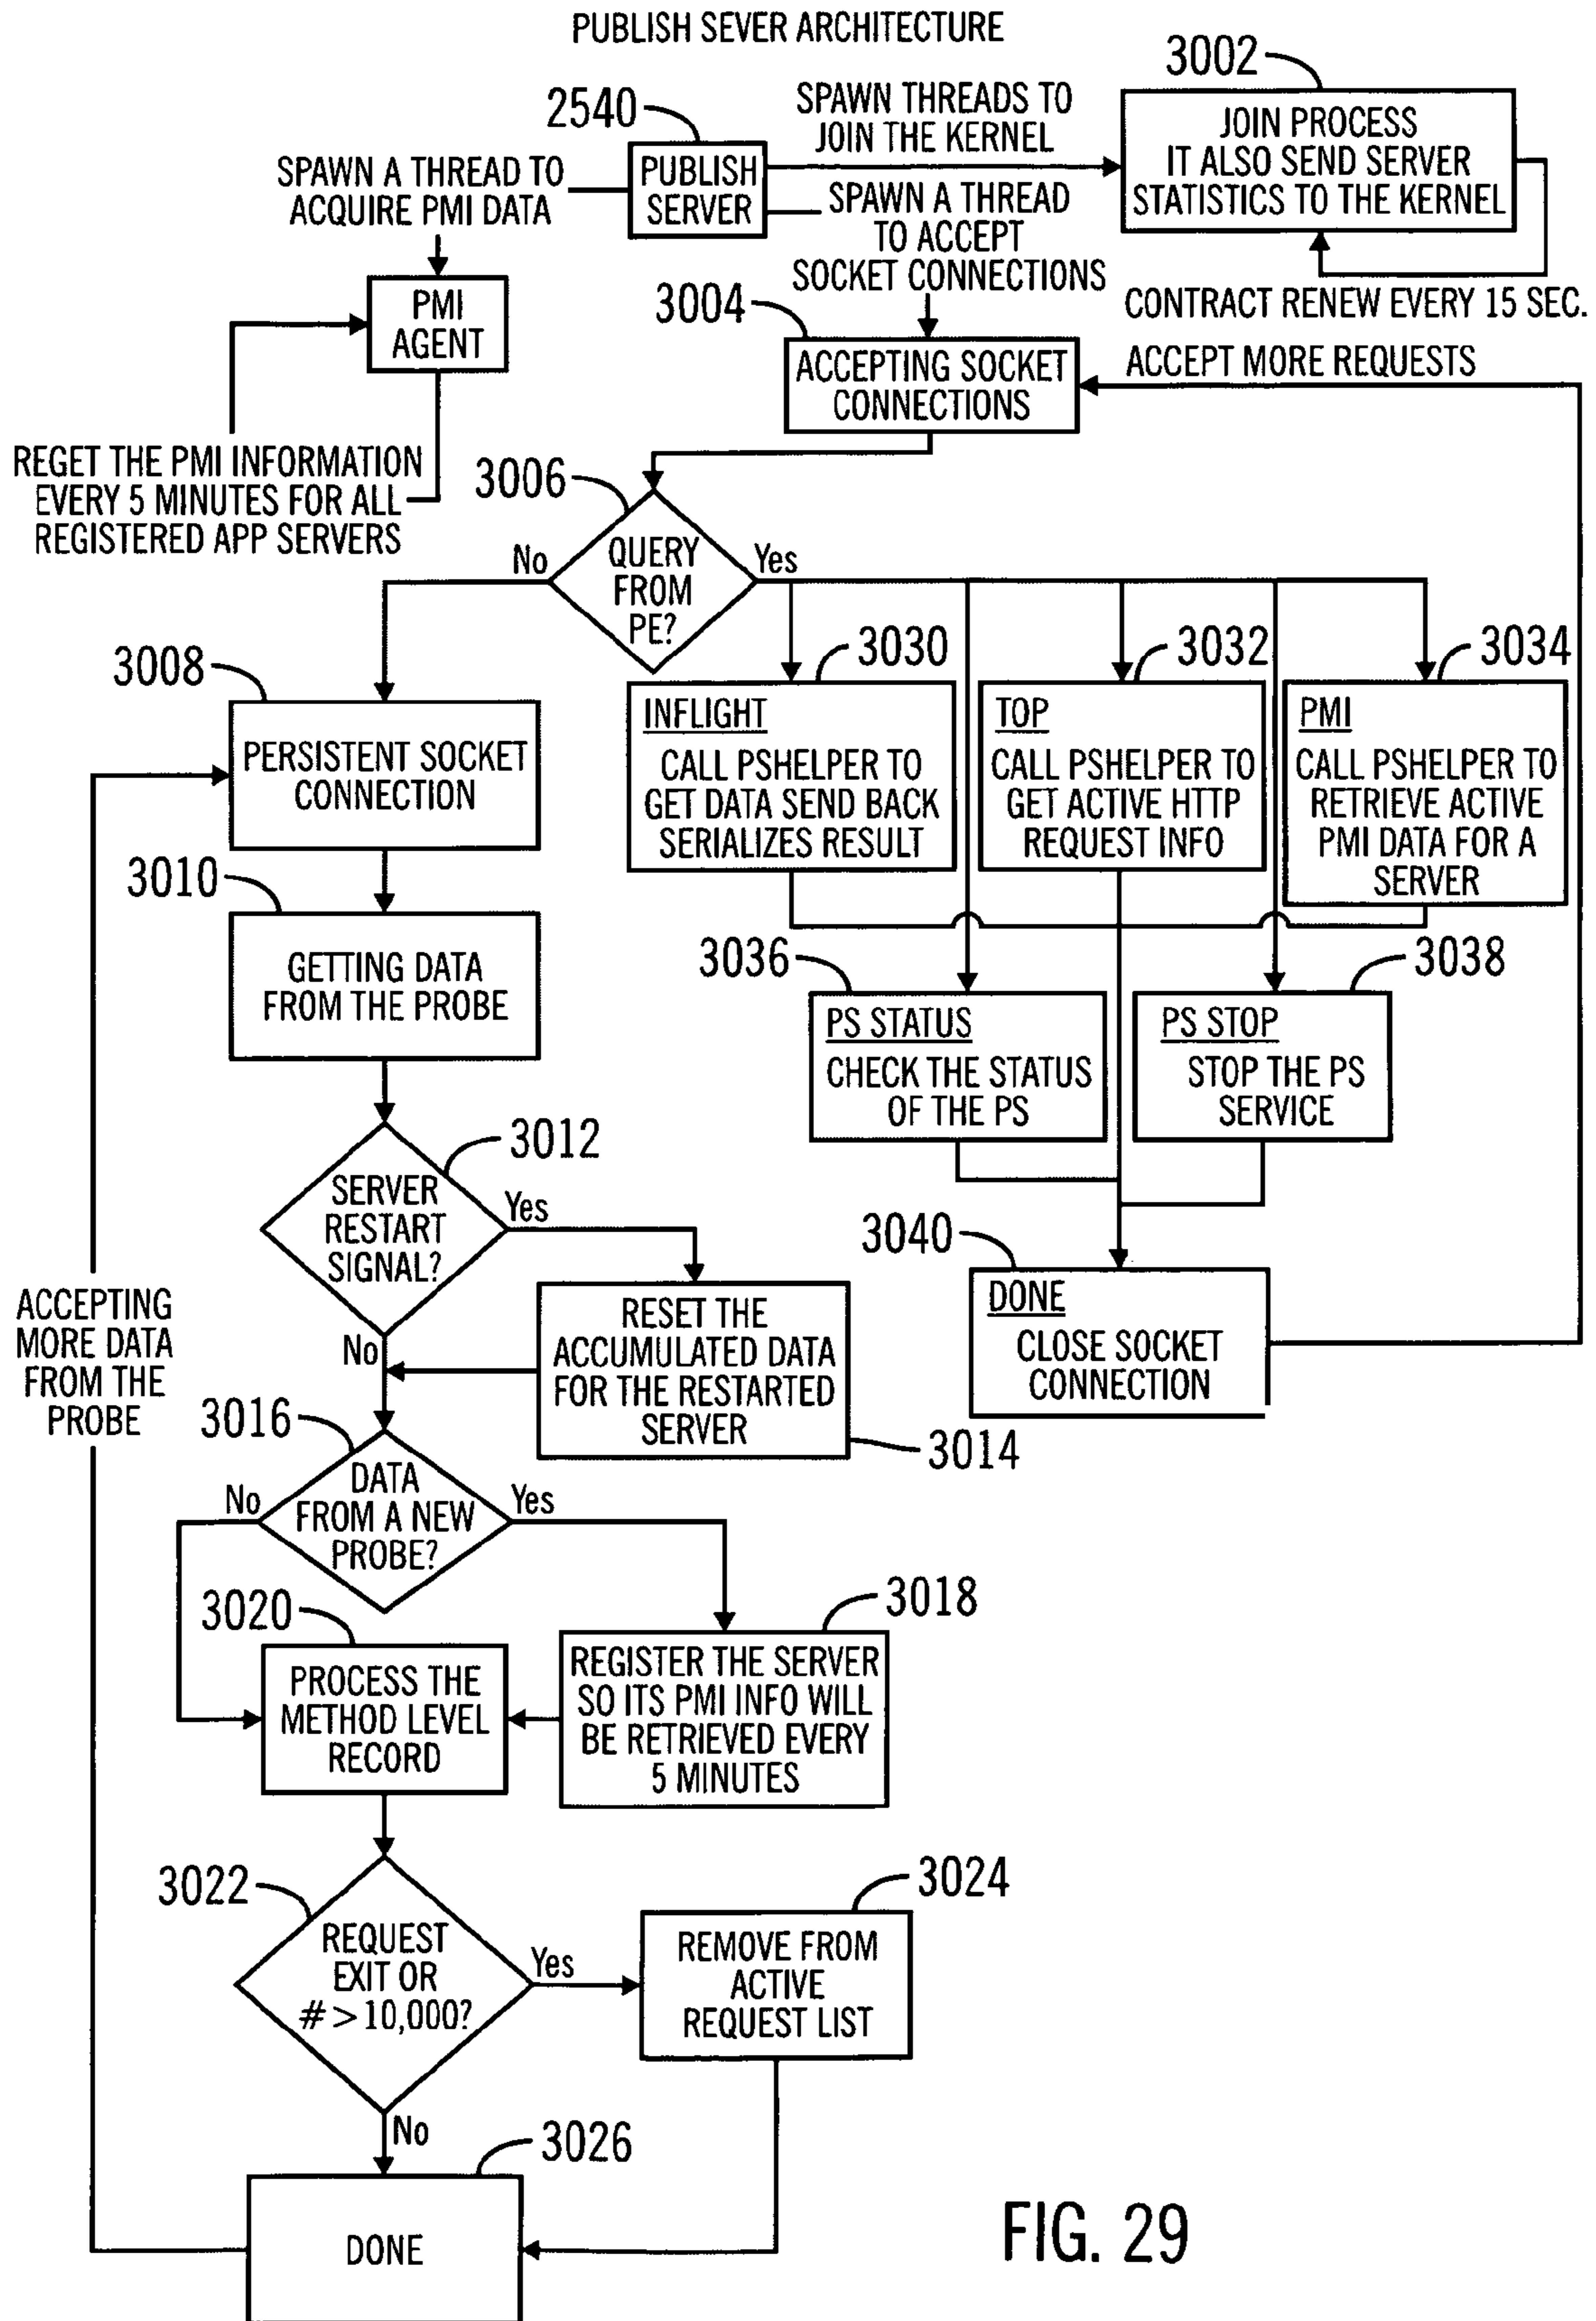 PUBLISH SEVER ARCHITECTURE
3002
2540
SPAWN THREADS TO
JOIN THE KERNEL
JOIN PROCESS
IT ALSO SEND SERVER
STATISTICS TO THE KERNEL
SPAWN A THREAD TO
ACQUIRE PMI DATA
PUBLISH
SERVER
SPAWN A THREAD
TO ACCEPT
SOCKET CONNECTIONS
CONTRACT RENEW EVERY 15 SEC.
PMI
AGENT
3004
ACCEPTING SOCKET
CONNECTIONS
ACCEPT MORE REQUESTS
REGET THE PMI INFORMATION
EVERY 5 MINUTES FOR ALL
REGISTERED APP SERVERS
3006
No
QUERY
FROM
PE?
Yes
3008
PERSISTENT SOCKET
CONNECTION
3030
INFLIGHT
CALL PSHELPER TO
GET DATA SEND BACK
SERIALIZES RESULT
3032
TOP
CALL PSHELPER TO
GET ACTIVE HTTP
REQUEST INFO
3034
PMI
CALL PSHELPER TO
RETRIEVE ACTIVE
PMI DATA FOR A
SERVER
3010
GETTING DATA
FROM THE PROBE
3036
PS STATUS
CHECK THE STATUS
OF THE PS
3038
PS STOP
STOP THE PS
SERVICE
3012
SERVER
RESTART
SIGNAL?
Yes
No
3040
DONE
CLOSE SOCKET
CONNECTION
ACCEPTING
MORE DATA
FROM THE
PROBE
RESET THE
ACCUMULATED DATA
FOR THE RESTARTED
SERVER
3014
3016
No
DATA
FROM A NEW
PROBE?
Yes
3018
REGISTER THE SERVER
SO ITS PMI INFO WILL
BE RETRIEVED EVERY
5 MINUTES
3020
PROCESS THE
METHOD LEVEL
RECORD
3022
REQUEST
EXIT OR
# > 10,000?
Yes
No
3024
REMOVE FROM
ACTIVE
REQUEST LIST
3026
DONE
FIG. 29